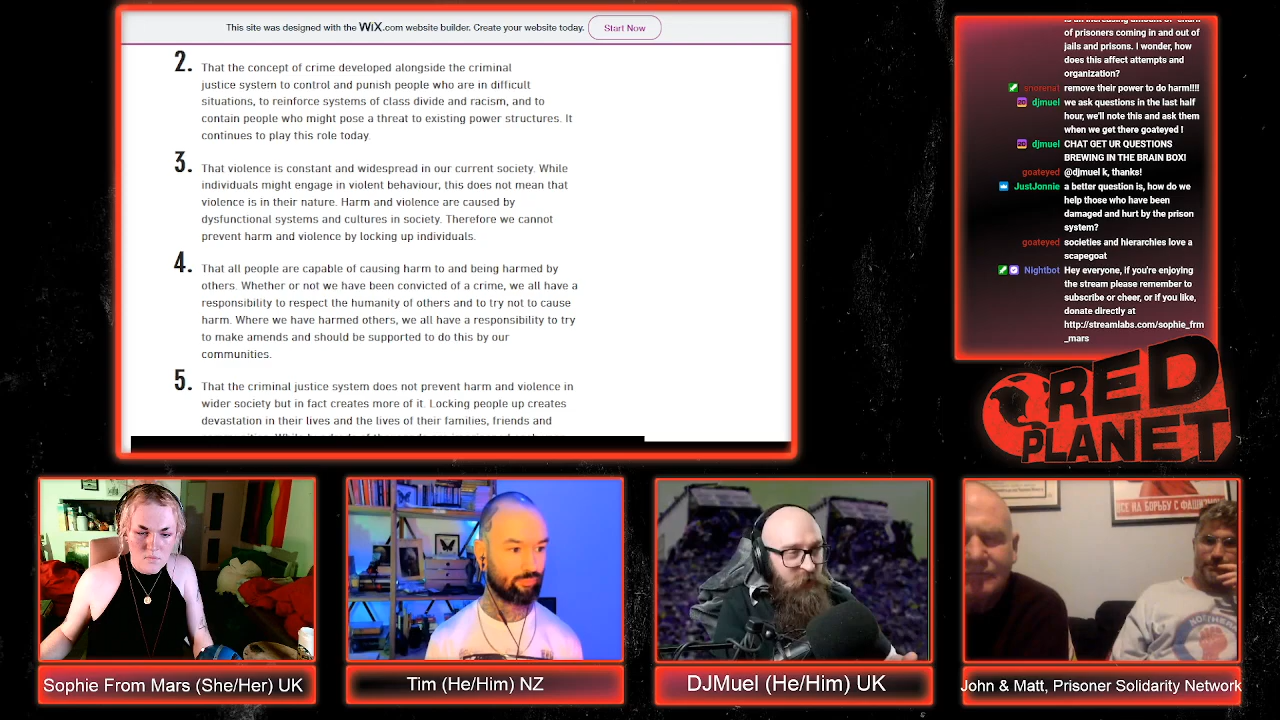 This site was designed with the WiX.com website builder. Create your website today.
Start Now
2. That the concept of crime developed alongside the criminal
justice system to control and punish people who are in difficult
situations, to reinforce systems of class divide and racism, and to
contain people who might pose a threat to existing power structures. It
continues to play this role today.
3. That violence is constant and widespread in our current society. While
individuals might engage in violent behaviour, this does not mean that
violence is in their nature. Harm and violence are caused by
dysfunctional systems and cultures in society. Therefore we cannot
prevent harm and violence by locking up individuals.
4. That all people are capable of causing harm to and being harmed by
others. Whether or not we have been convicted of a crime, we all have a
responsibility to respect the humanity of others and to try not to cause
harm. Where we have harmed others, we all have a responsibility to try
to make amends and should be supported to do this by our
communities.
5. That the criminal justice system does not prevent harm and violence in
wider society but in fact creates more of it. Locking people up creates
devastation in their lives and the lives of their families, friends and
of prisoners coming in and out of
jails and prisons. I wonder, how
does this affect attempts and
organization?
remove their power to do harm!!!!
djmuel we ask questions in the last half
hour, we'll note this and ask them
when we get there goateyed !
djmuel CHAT GET UR QUESTIONS
BREWING IN THE BRAIN BOX!
goateyed @djmuel k, thanks!
JustJonnie a better question is, how do we
help those who have been
damaged and hurt by the prison
system?
goateyed societies and hierarchies love a
scapegoat
Nightbot Hey everyone, if you're enjoying
the stream please remember to
subscribe or cheer, or if you like,
donate directly at
http://streamlabs.com/sophie_frm
_mars
RED
PLANET
ВСЕ НА БОРЬБУ С ФАШИЗМОМ
Sophie From Mars (She/Her) UK
Tim (He/Him) NZ
DJMuel (He/Him) UK
John & Matt, Prisoner Solidarity Network